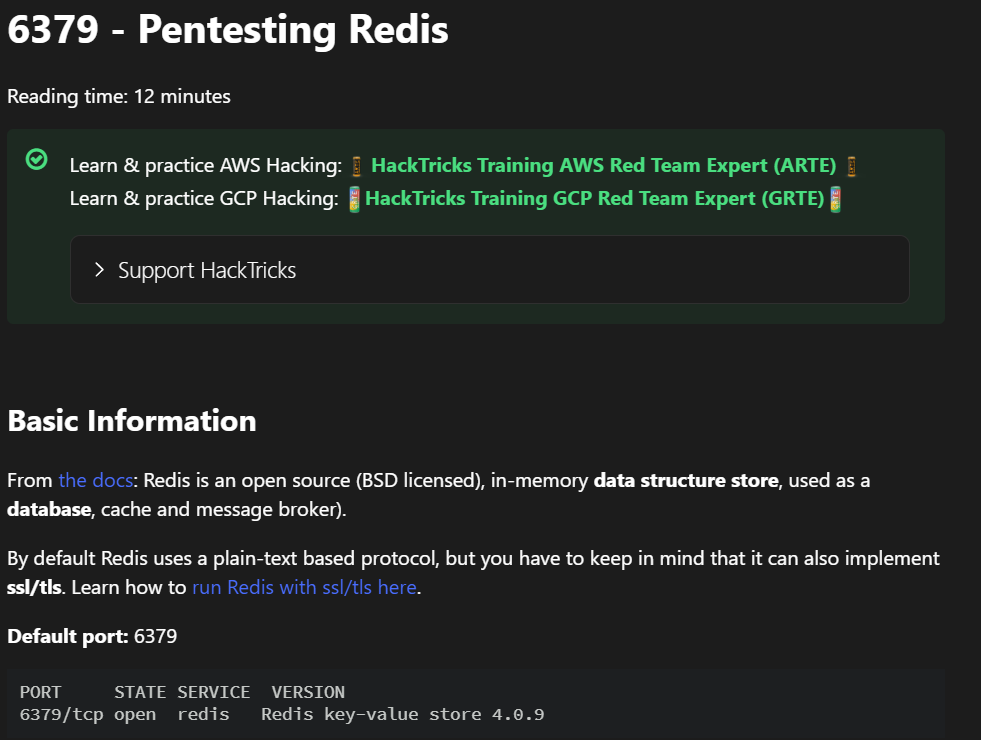 6379 - Pentesting Redis
Reading time: 12 minutes
Learn & practice AWS Hacking: HackTricks Training AWS Red Team Expert (ARTE)
Learn & practice GCP Hacking: HackTricks Training GCP Red Team Expert (GRTE)
Support HackTricks
Basic Information
From the docs: Redis is an open source (BSD licensed), in-memory data structure store, used as a
database, cache and message broker).
By default Redis uses a plain-text based protocol, but you have to keep in mind that it can also implement
ssl/tls. Learn how to run Redis with ssl/tls here.
Default port: 6379
PORT     STATE SERVICE  VERSION
6379/tcp open  redis   Redis key-value store 4.0.9